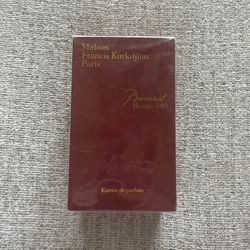 Maison
Francis Kurkdjian
Paris
Baccarat
Rouge 540
Extrait de parfum